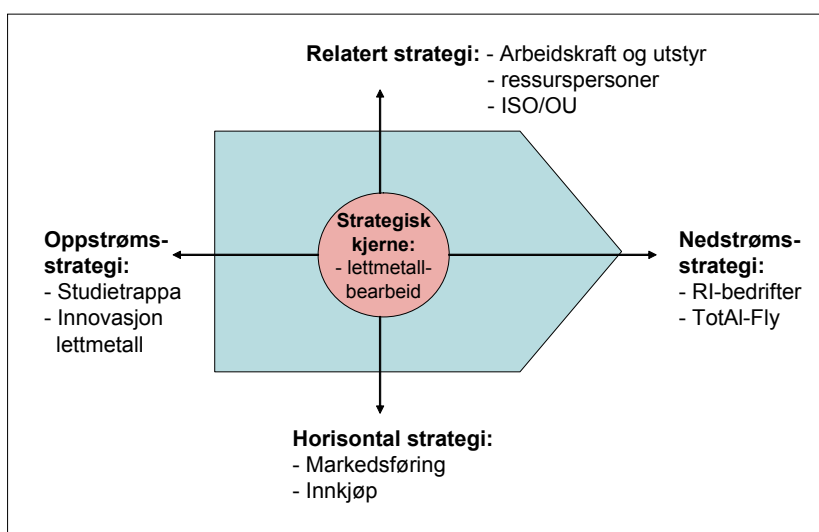 Relatert strategi: - Arbeidskraft og utstyr
- ressurspersoner
- ISO/OU
Strategisk
kjerne:
- lettmetall-
bearbeid
Oppstrøms-
strategi:
- Studietrappa
- Innovasjon
lettmetall
Nedstrøms-
strategi:
- RI-bedrifter
- TotAl-Fly
Horisontal strategi:
- Markedsføring
- Innkjøp